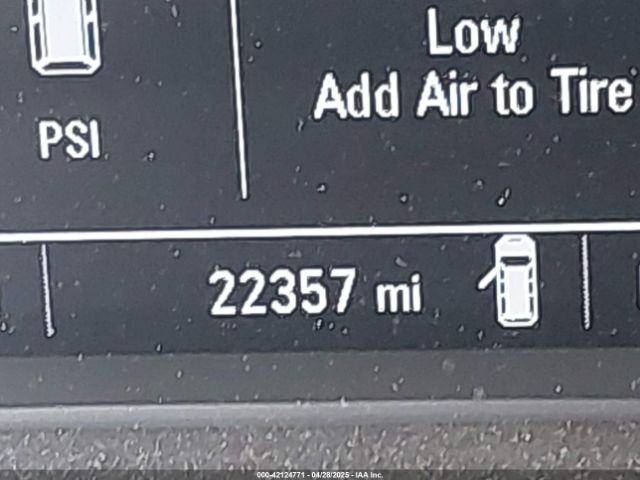 Low
Add Air to Tire
PSI
22357 mi
000-42124771 - 04/28/2025 - IAA Inc.